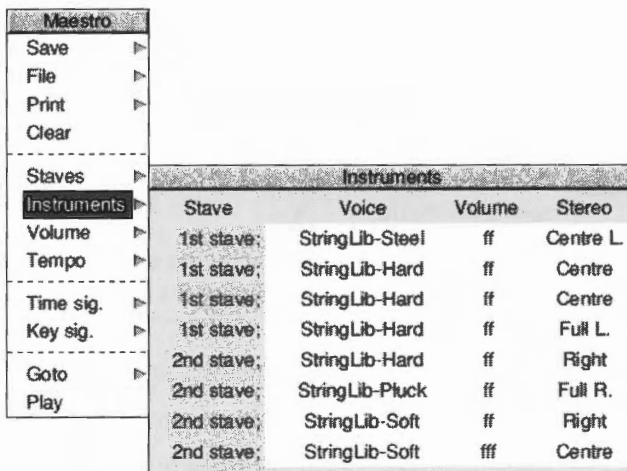 Maestro
Save
File
Print
Clear
Staves
Instruments
Volume
Tempo
Time sig.
Key sig.
Goto
Play
Instruments
Stave Voice Volume Stereo
1st stave; StringLib-Steel ff Centre L.
1st stave; StringLib-Hard ff Centre
1st stave; StringLib-Hard ff Centre
1st stave; StringLib-Hard ff Full L.
2nd stave; StringLib-Hard ff Right
2nd stave; StringLib-Pluck ff Full R.
2nd stave; StringLib-Soft ff Right
2nd stave; StringLib-Soft fff Centre